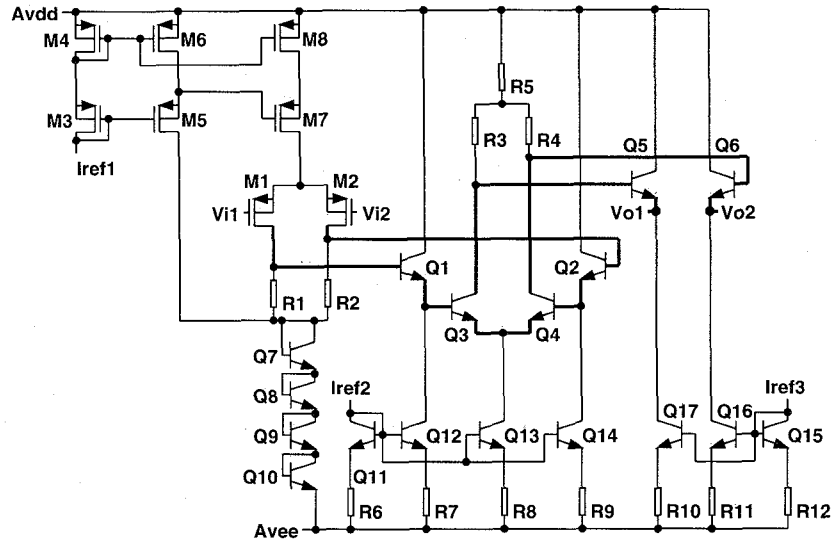 Avdd
M4 M6 M8
R5
M3 M5 M7 R3 R4 Q5 Q6
Iref1
M1 M2
Vi1 Vi2 Vo1 Vo2
Q1 Q2
R1 R2
Q3 Q4
Q7
Q8 Iref2 Iref3
Q9 Q12 Q13 Q14 Q17 Q16 Q15
Q10 Q11
R6 R7 R8 R9 R10 R11 R12
Avee